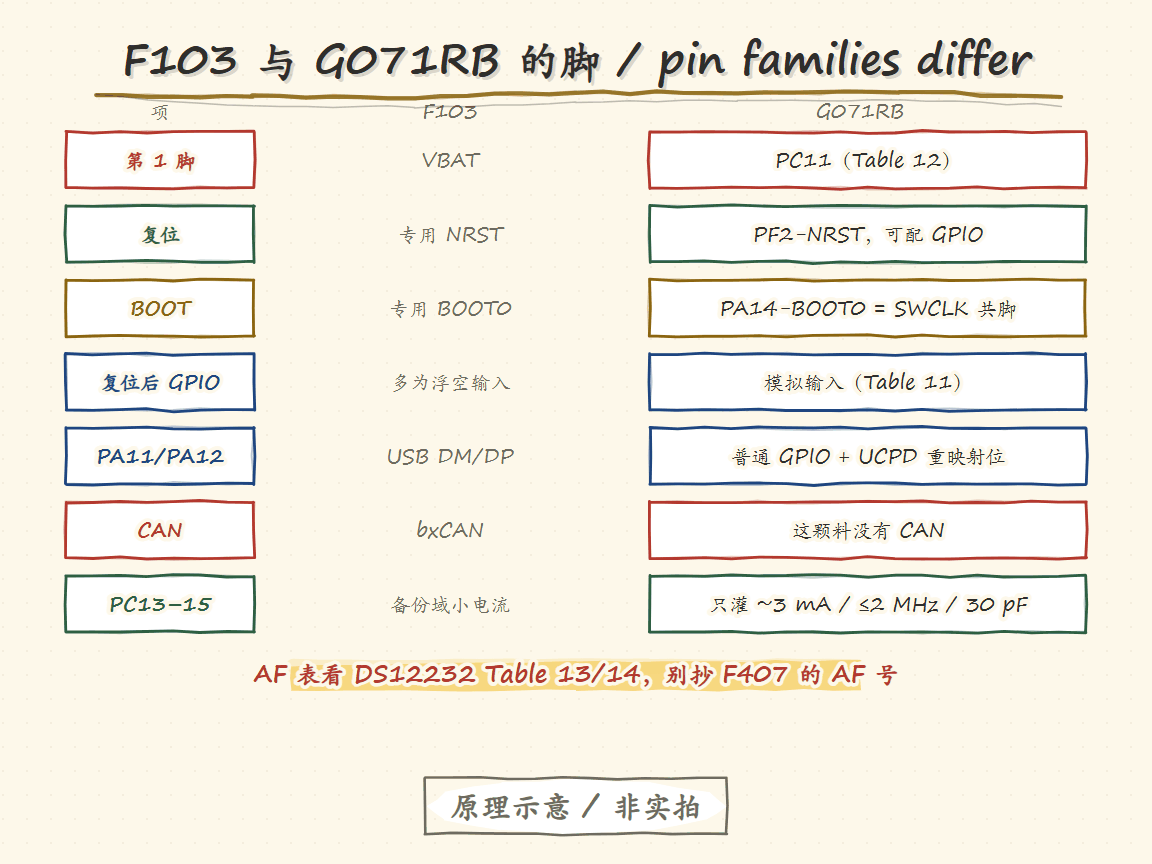 F103 与 G071RB 的脚 / pin families differ
项 F103 G071RB
第 1 脚 VBAT PC11（Table 12）
复位 专用 NRST PF2-NRST，可配 GPIO
BOOT 专用 BOOT0 PA14-BOOT0 = SWCLK 共脚
复位后 GPIO 多为浮空输入 模拟输入（Table 11）
PA11/PA12 USB DM/DP 普通 GPIO + UCPD 重映射位
CAN bxCAN 这颗料没有 CAN
PC13–15 备份域小电流 只灌 ~3 mA / ≤2 MHz / 30 pF
AF 表看 DS12232 Table 13/14，别抄 F407 的 AF 号
原理示意 / 非实拍